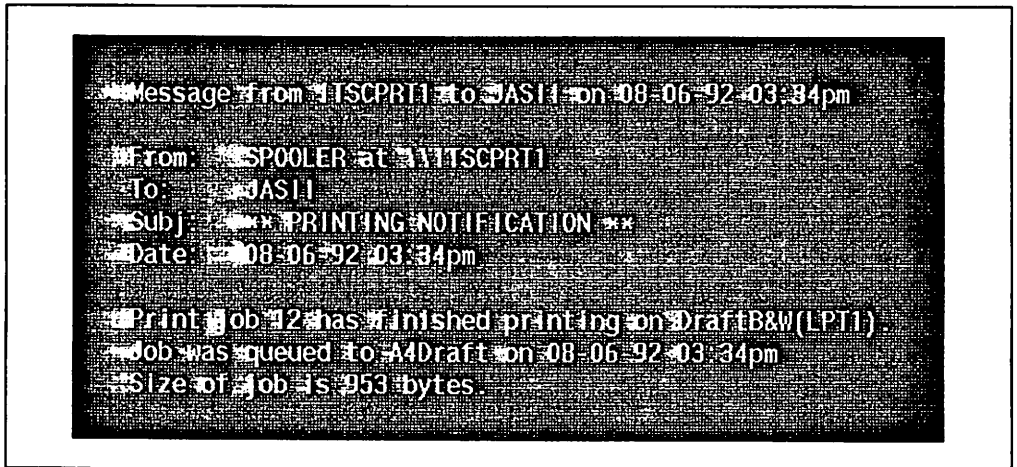 Message from ITSCPRT1 to JASI1 on 08-06-92 03:34pm
From: SPOOLER at \\ITSCPRT1
To: JASI1
Subj: ** PRINTING NOTIFICATION **
Date: 08-06-92 03:34pm
Print job 12 has finished printing on DraftB&W(LPT1).
Job was queued to A4Draft on 08-06-92 03:34pm
Size of job is 953 bytes.